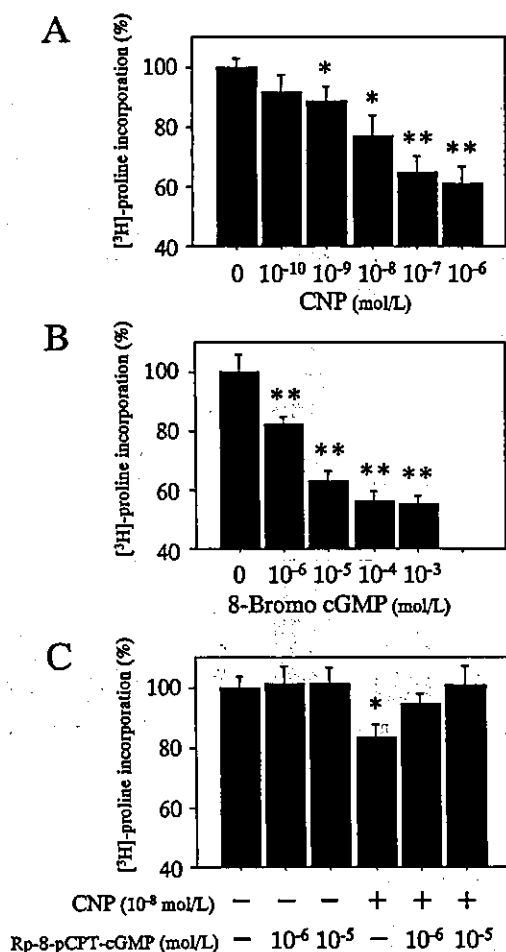 A
[³H]-proline incorporation (%)
100
80
60
40
* * ** **
0 10⁻¹⁰ 10⁻⁹ 10⁻⁸ 10⁻⁷ 10⁻⁶
CNP (mol/L)
B
[³H]-proline incorporation (%)
100
80
60
40
** ** ** **
0 10⁻⁶ 10⁻⁵ 10⁻⁴ 10⁻³
8-Bromo cGMP (mol/L)
C
[³H]-proline incorporation (%)
100
80
60
40
*
CNP (10⁻⁸ mol/L) − − − + + +
Rp-8-pCPT-cGMP (mol/L) − 10⁻⁶ 10⁻⁵ − 10⁻⁶ 10⁻⁵